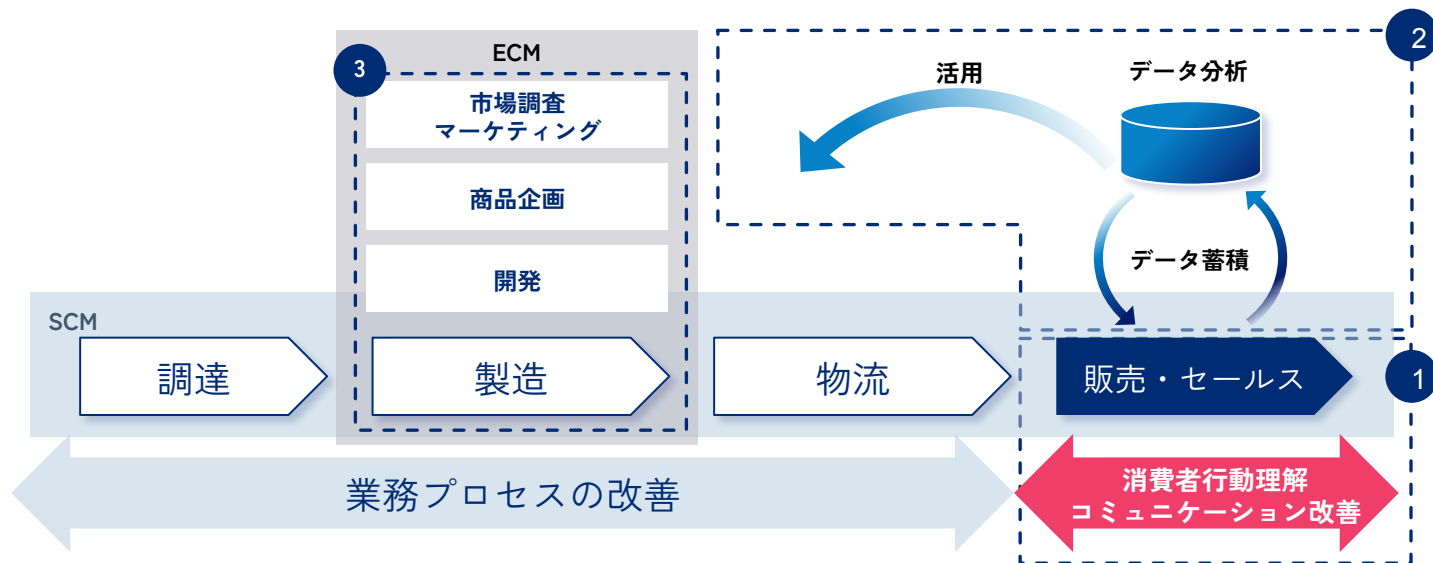 ECM
3
市場調査
マーケティング
商品企画
開発
2
活用
データ分析
データ蓄積
SCM
調達
製造
物流
販売・セールス
1
業務プロセスの改善
消費者行動理解
コミュニケーション改善